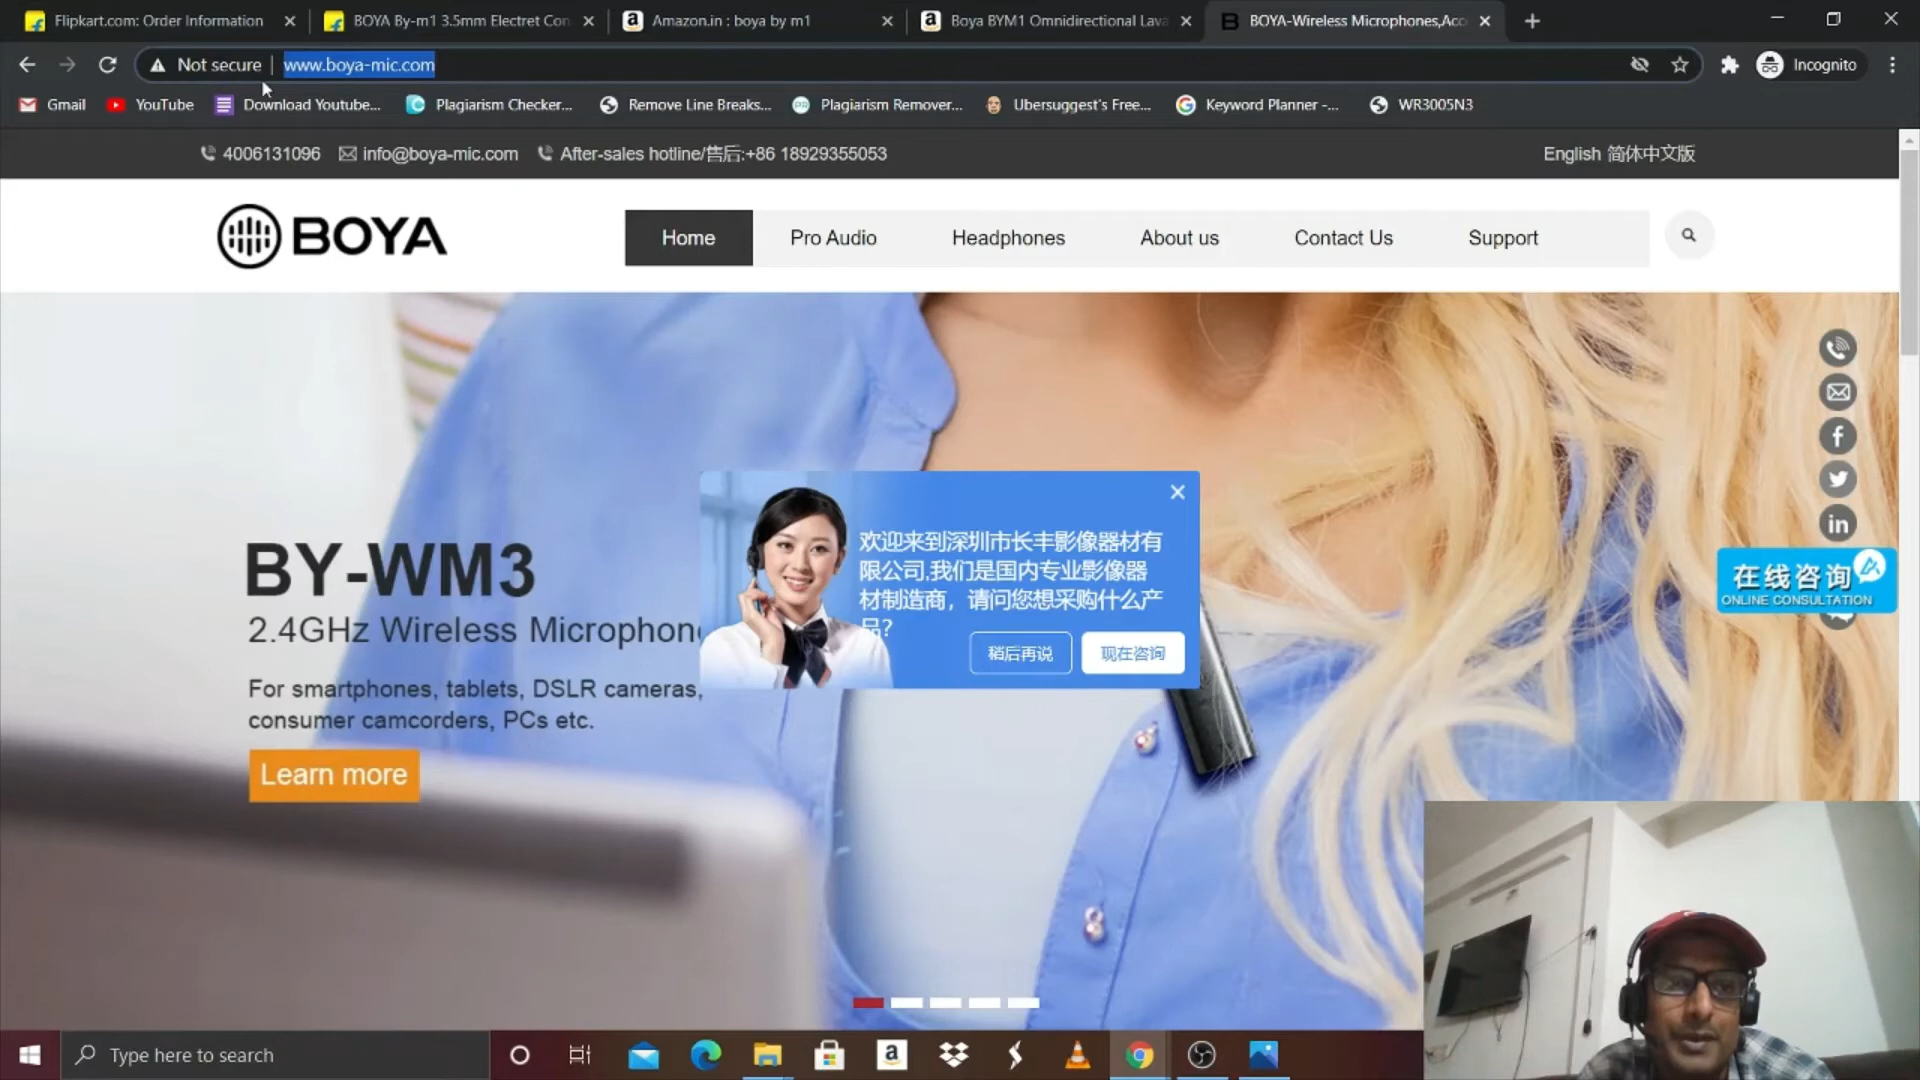 Flipkart.com: Order Information
BOYA By-m1 3.5mm Electret Con
Amazon.in : boya by m1
Boya BYM1 Omnidirectional Lava
BOYA-Wireless Microphones,Acc
Not secure
www.boya-mic.com
Incognito
Gmail
YouTube
Download Youtube...
Plagiarism Checker...
Remove Line Breaks...
Plagiarism Remover...
Ubersuggest's Free...
Keyword Planner -...
WR3005N3
4006131096
info@boya-mic.com
After-sales hotline/售后:+86 18929355053
English 简体中文版
BOYA
Home
Pro Audio
Headphones
About us
Contact Us
Support
BY-WM3
2.4GHz Wireless Microphon
For smartphones, tablets, DSLR cameras,
consumer camcorders, PCs etc.
Learn more
欢迎来到深圳市长丰影像器材有
限公司,我们是国内专业影像器
材制造商，请问您想采购什么产
品?
稍后再说
现在咨询
在线咨询
ONLINE CONSULTATION
Type here to search